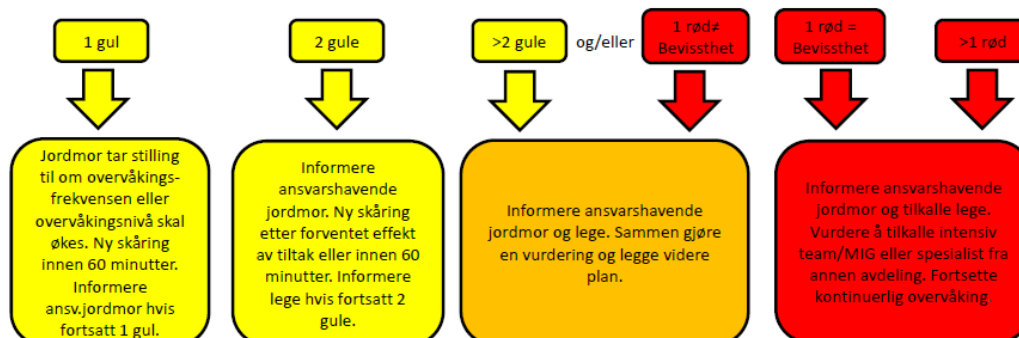 1 gul
2 gule
>2 gule
og/eller
1 rød≠
Bevissthet
1 rød =
Bevissthet
>1 rød
Jordmor tar stilling
til om overvåkings-
frekvensen eller
overvåkingsnivå skal
økes. Ny skåring
innen 60 minutter.
Informere
ansv.jordmor hvis
fortsatt 1 gul.
Informere
ansvarshavende
jordmor. Ny skåring
etter forventet effekt
av tiltak eller innen 60
minutter. Informere
lege hvis fortsatt 2
gule.
Informere ansvarshavende
jordmor og lege. Sammen gjøre
en vurdering og legge videre
plan.
Informere ansvarshavende
jordmor og tilkalle lege.
Vurdere å tilkalle intensiv
team/MIG eller spesialist fra
annen avdeling. Fortsette
kontinuerlig overvåking.